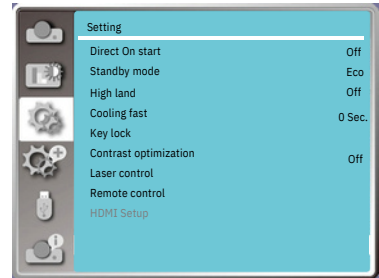 Setting
Direct On start Off
Standby mode Eco
High land Off
Cooling fast 0 Sec.
Key lock
Contrast optimization Off
Laser control
Remote control
HDMI Setup